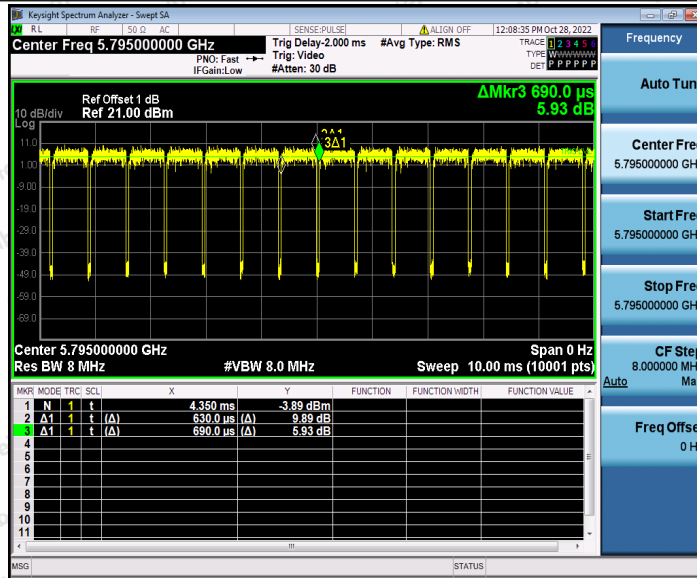 Keysight Spectrum Analyzer - Swept SA
LXI RL RF 50 Ω AC SENSE:PULSE ALIGN OFF 12:08:35 PM Oct 28, 2022
Center Freq 5.795000000 GHz
PNO: Fast
IFGain:Low
Trig Delay-2.000 ms
Trig: Video
#Atten: 30 dB
#Avg Type: RMS
TRACE 1 2 3 4 5 6
TYPE WWWWWW
DET P P P P P P
Frequency
Auto Tun
ΔMkr3 690.0 µs
5.93 dB
Ref Offset 1 dB
10 dB/div Ref 21.00 dBm
Log
11.0
1.00
-9.00
-19.0
-29.0
-39.0
-49.0
-59.0
-69.0
3Δ1
Center Fre
5.795000000 GH
Start Fre
5.795000000 GH
Stop Fre
5.795000000 GH
CF Step
8.000000 MH
Auto Ma
Freq Offse
0 H
Center 5.795000000 GHz Span 0 Hz
Res BW 8 MHz #VBW 8.0 MHz Sweep 10.00 ms (10001 pts)
MKR MODE TRC SCL X Y FUNCTION FUNCTION WIDTH FUNCTION VALUE
1 N 1 t 4.350 ms -3.89 dBm
2 Δ1 1 t (Δ) 630.0 µs (Δ) 9.89 dB
3 Δ1 1 t (Δ) 690.0 µs (Δ) 5.93 dB
4
5
6
7
8
9
10
11
MSG STATUS